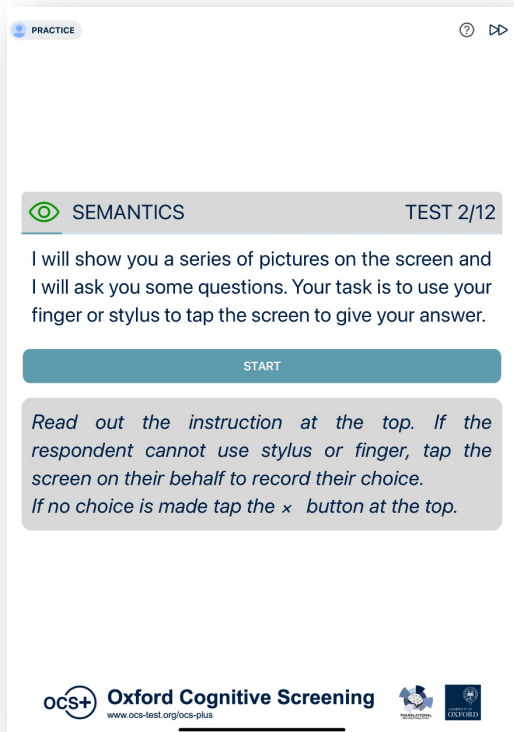 PRACTICE
SEMANTICS TEST 2/12
I will show you a series of pictures on the screen and
I will ask you some questions. Your task is to use your
finger or stylus to tap the screen to give your answer.
START
Read out the instruction at the top. If the
respondent cannot use stylus or finger, tap the
screen on their behalf to record their choice.
If no choice is made tap the × button at the top.
OCS+ Oxford Cognitive Screening
www.ocs-test.org/ocs-plus
TRANSLATIONAL
UNIVERSITY OF
OXFORD